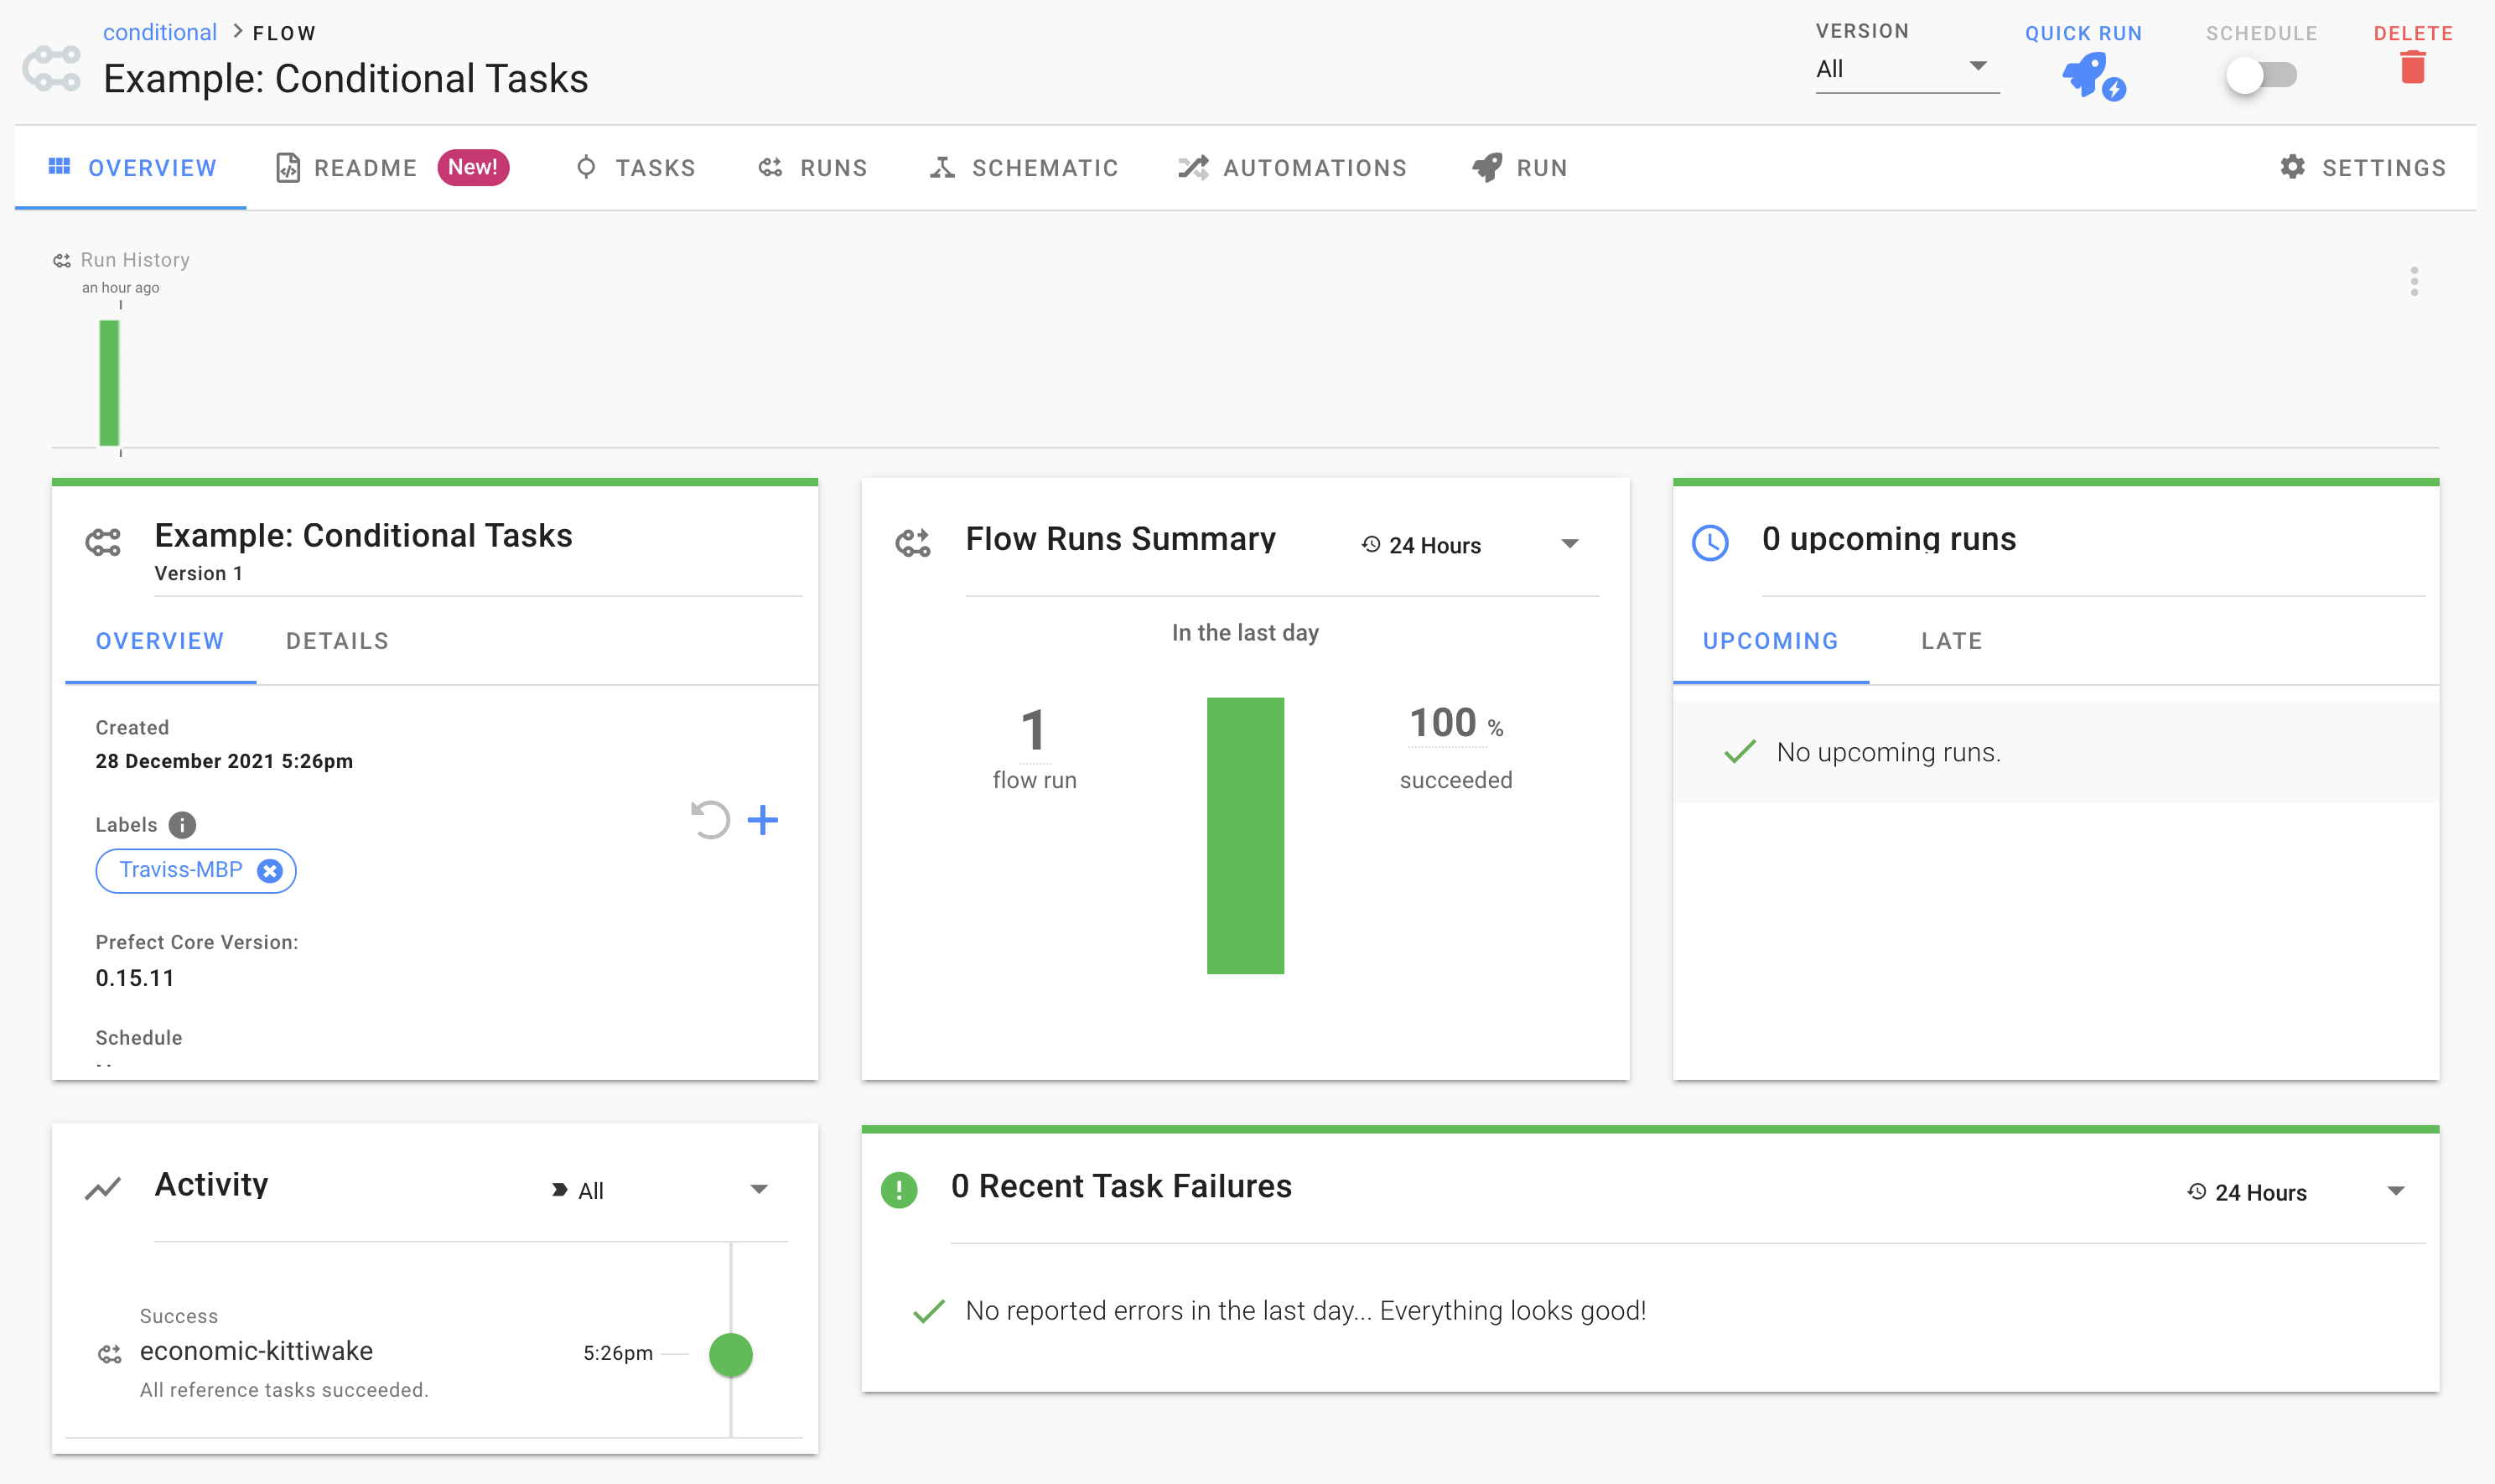 conditional > FLOW
Example: Conditional Tasks
VERSION
All
QUICK RUN
SCHEDULE
DELETE
OVERVIEW
README New!
TASKS
RUNS
SCHEMATIC
AUTOMATIONS
RUN
SETTINGS
Run History
an hour ago
Example: Conditional Tasks
Version 1
OVERVIEW DETAILS
Created
28 December 2021 5:26pm
Labels
Traviss-MBP
Prefect Core Version:
0.15.11
Schedule
Flow Runs Summary
24 Hours
In the last day
1
flow run
100 %
succeeded
0 upcoming runs
UPCOMING LATE
No upcoming runs.
Activity
All
Success
economic-kittiwake
5:26pm
All reference tasks succeeded.
0 Recent Task Failures
24 Hours
No reported errors in the last day... Everything looks good!